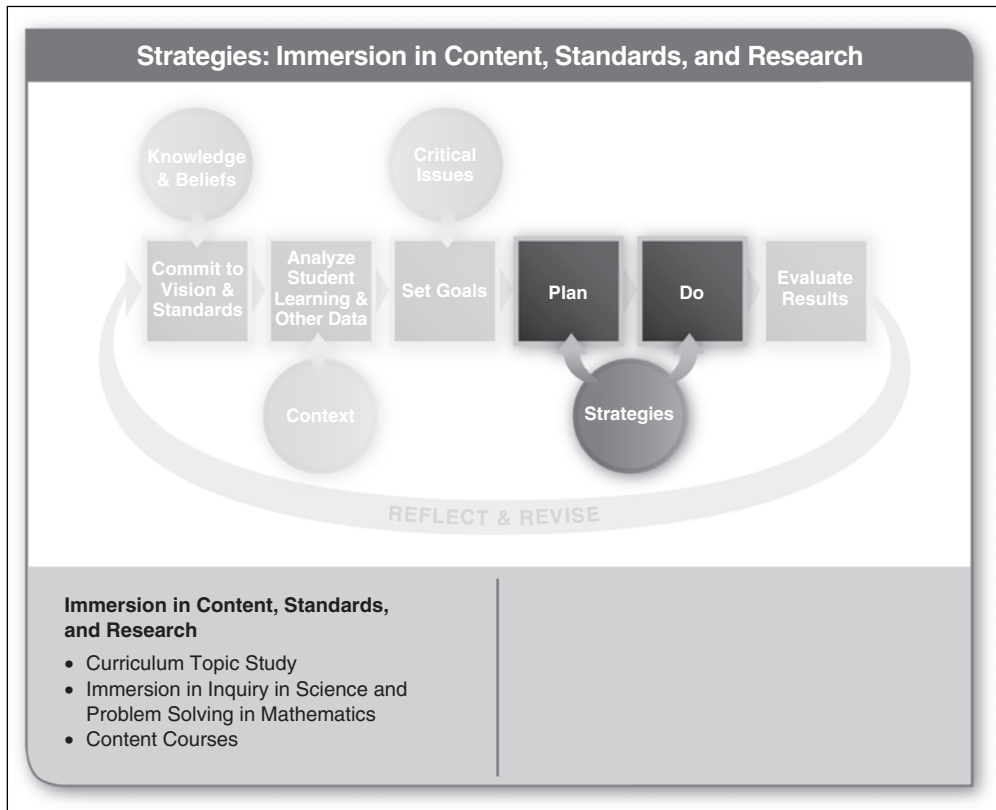 Strategies: Immersion in Content, Standards, and Research
Knowledge
& Beliefs
Critical
Issues
Commit to
Vision &
Standards
Analyze
Student
Learning &
Other Data
Set Goals
Plan
Do
Evaluate
Results
Context
Strategies
REFLECT & REVISE
Immersion in Content, Standards,
and Research
• Curriculum Topic Study
• Immersion in Inquiry in Science and
Problem Solving in Mathematics
• Content Courses